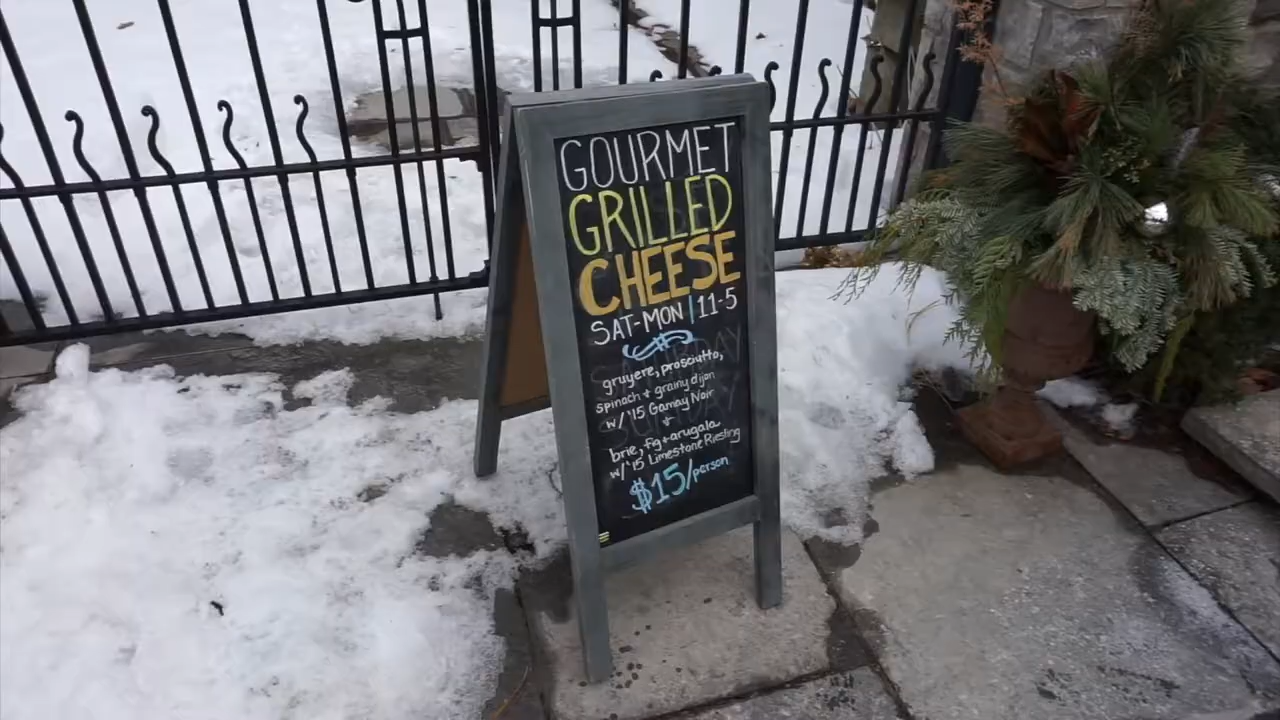 GOURMET
GRILLED
CHEESE
SAT-MON | 11-5
gruyere, prosciutto,
spinach + grainy dijon
w/ '15 Gamay Noir
+
brie, fig + arugala
w/ '15 Limestone Riesling
$15/person